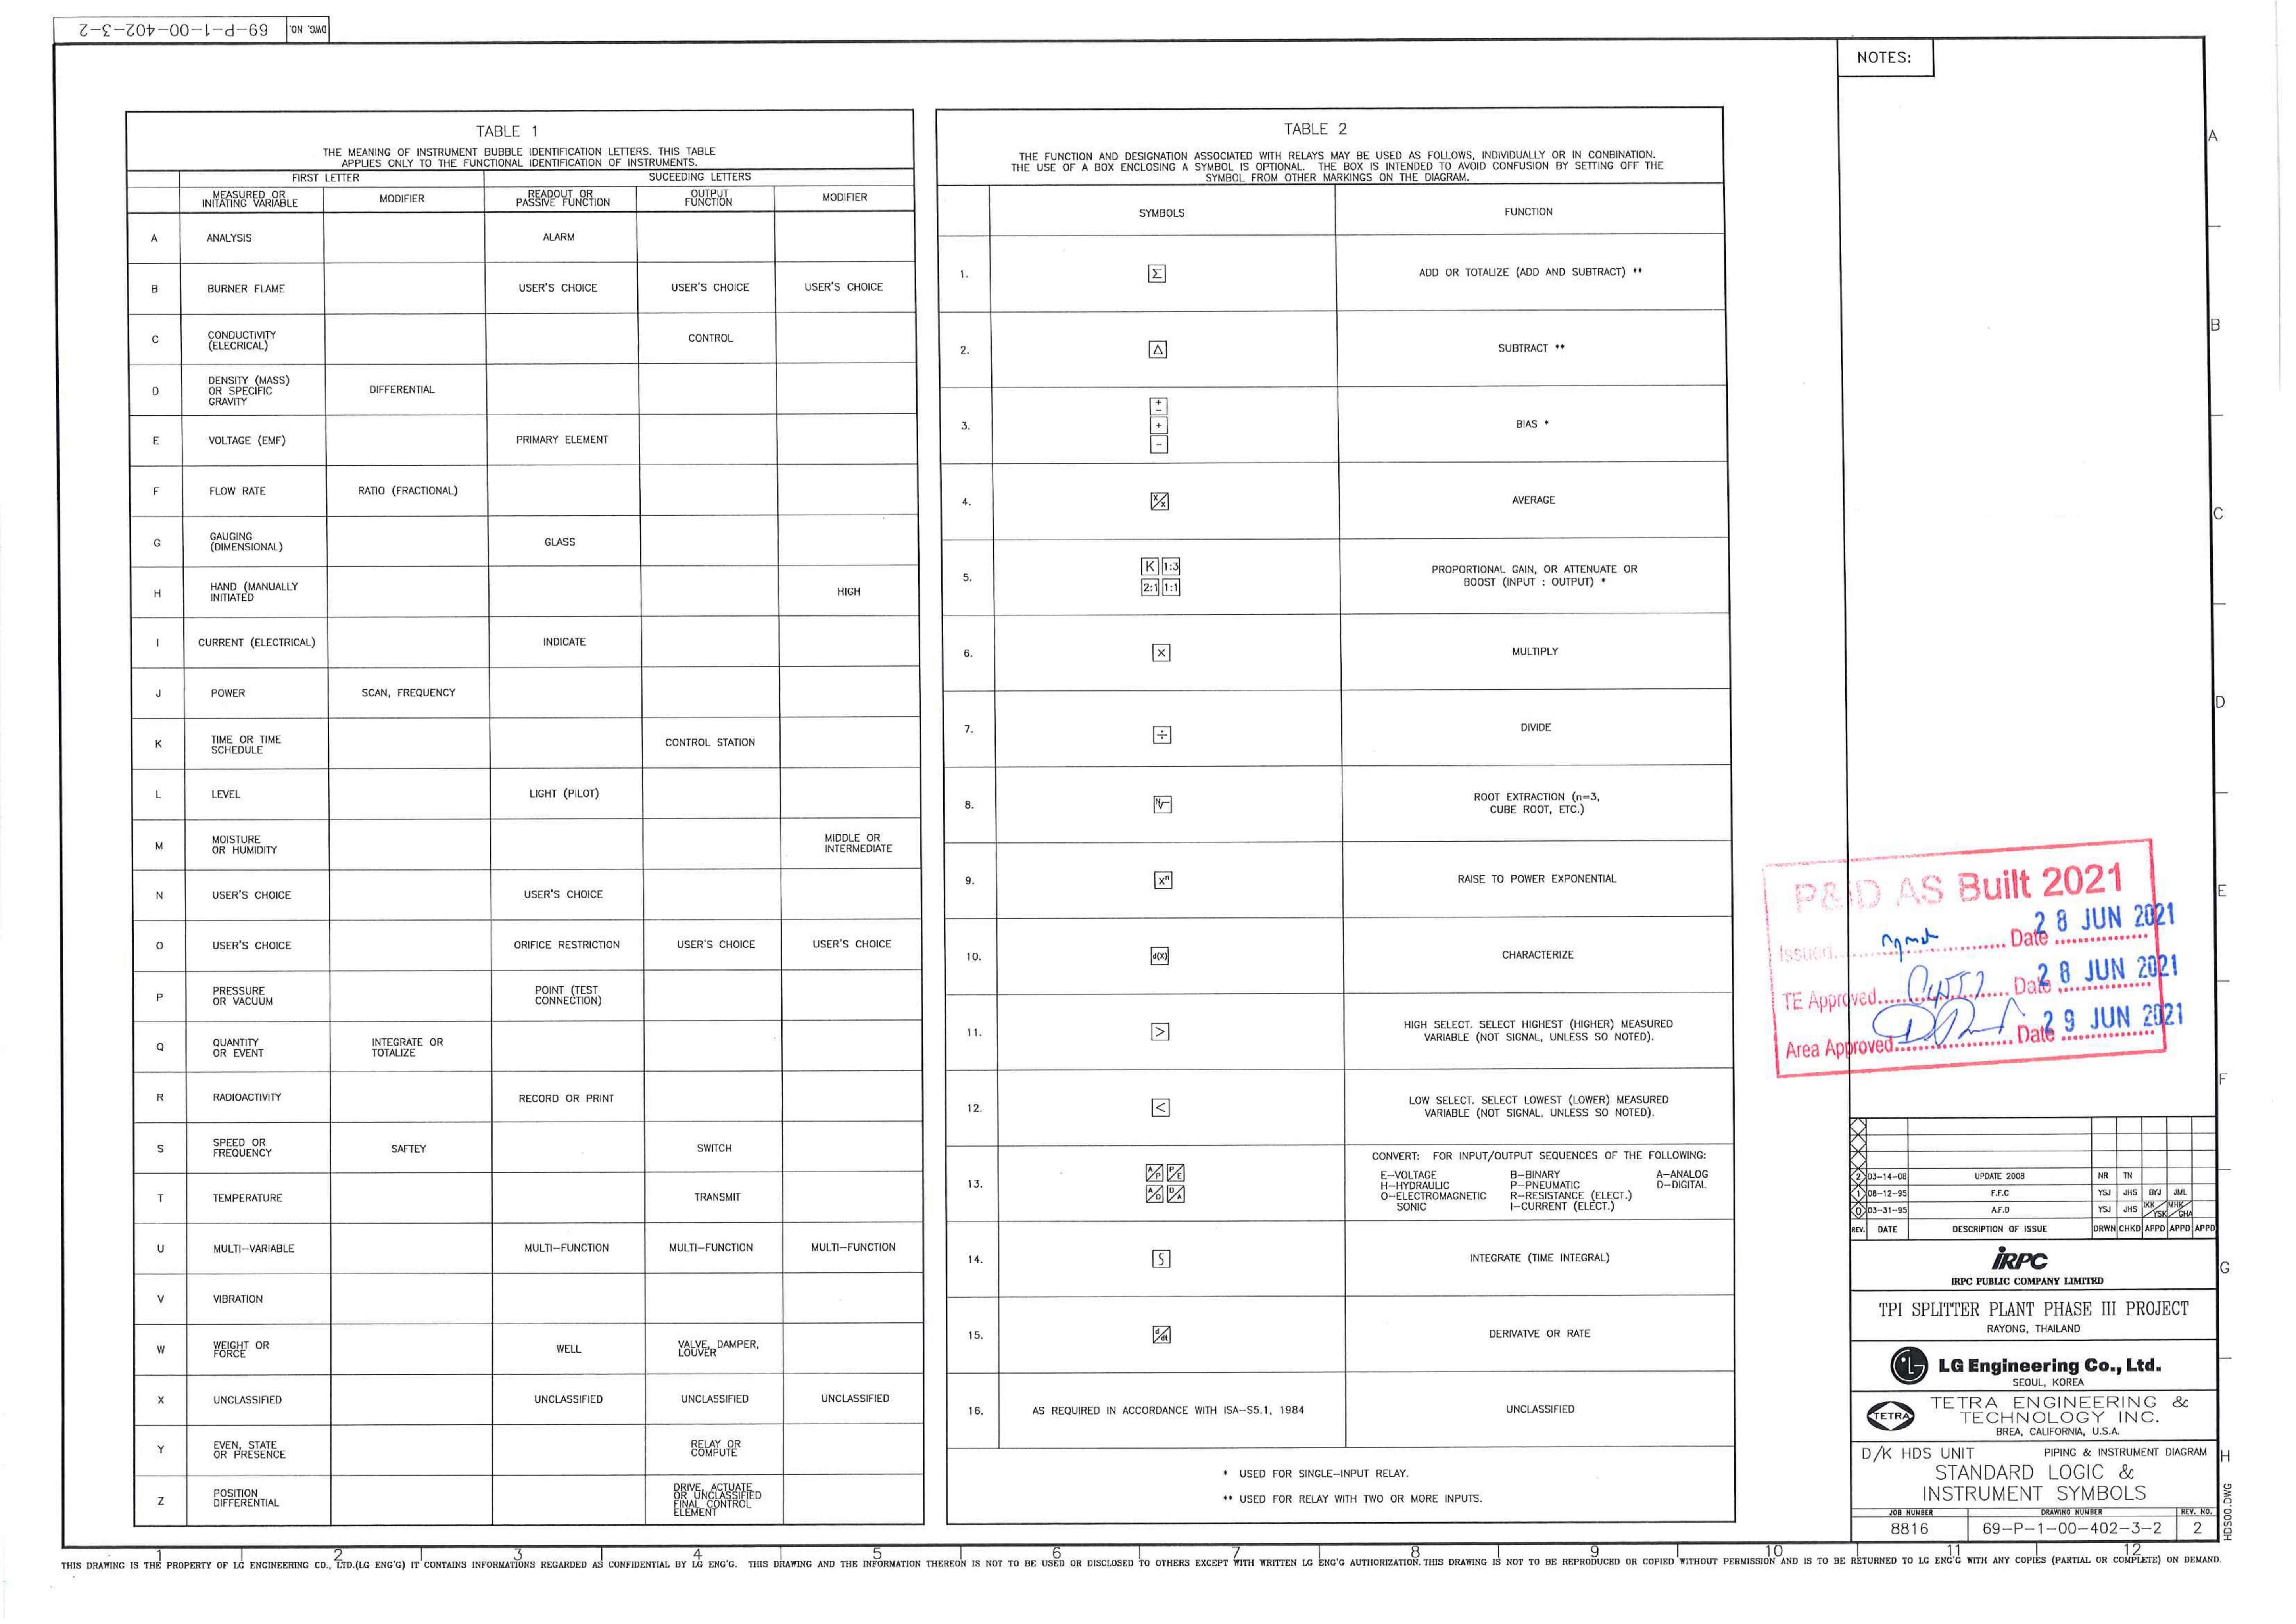 69-P-1-00-402-3-2 DWG. NO.
NOTES:
TABLE 1
THE MEANING OF INSTRUMENT BUBBLE IDENTIFICATION LETTERS. THIS TABLE
APPLIES ONLY TO THE FUNCTIONAL IDENTIFICATION OF INSTRUMENTS.
FIRST LETTER SUCEEDING LETTERS
MEASURED OR INITATING VARIABLE MODIFIER READOUT OR PASSIVE FUNCTION OUTPUT FUNCTION MODIFIER
A ANALYSIS ALARM
B BURNER FLAME USER'S CHOICE USER'S CHOICE USER'S CHOICE
C CONDUCTIVITY (ELECRICAL) CONTROL
D DENSITY (MASS) OR SPECIFIC GRAVITY DIFFERENTIAL
E VOLTAGE (EMF) PRIMARY ELEMENT
F FLOW RATE RATIO (FRACTIONAL)
G GAUGING (DIMENSIONAL) GLASS
H HAND (MANUALLY INITIATED HIGH
I CURRENT (ELECTRICAL) INDICATE
J POWER SCAN, FREQUENCY
K TIME OR TIME SCHEDULE CONTROL STATION
L LEVEL LIGHT (PILOT)
M MOISTURE OR HUMIDITY MIDDLE OR INTERMEDIATE
N USER'S CHOICE USER'S CHOICE
O USER'S CHOICE ORIFICE RESTRICTION USER'S CHOICE USER'S CHOICE
P PRESSURE OR VACUUM POINT (TEST CONNECTION)
Q QUANTITY OR EVENT INTEGRATE OR TOTALIZE
R RADIOACTIVITY RECORD OR PRINT
S SPEED OR FREQUENCY SAFTEY SWITCH
T TEMPERATURE TRANSMIT
U MULTI-VARIABLE MULTI-FUNCTION MULTI-FUNCTION MULTI-FUNCTION
V VIBRATION
W WEIGHT OR FORCE WELL VALVE, DAMPER, LOUVER
X UNCLASSIFIED UNCLASSIFIED UNCLASSIFIED UNCLASSIFIED
Y EVEN, STATE OR PRESENCE RELAY OR COMPUTE
Z POSITION DIFFERENTIAL DRIVE, ACTUATE OR UNCLASSIFIED FINAL CONTROL ELEMENT
TABLE 2
THE FUNCTION AND DESIGNATION ASSOCIATED WITH RELAYS MAY BE USED AS FOLLOWS, INDIVIDUALLY OR IN CONBINATION.
THE USE OF A BOX ENCLOSING A SYMBOL IS OPTIONAL. THE BOX IS INTENDED TO AVOID CONFUSION BY SETTING OFF THE
SYMBOL FROM OTHER MARKINGS ON THE DIAGRAM.
SYMBOLS FUNCTION
1. Σ ADD OR TOTALIZE (ADD AND SUBTRACT) **
2. Δ SUBTRACT **
3. + - + - BIAS *
4. X/X AVERAGE
5. K 1:3 2:1 1:1 PROPORTIONAL GAIN, OR ATTENUATE OR BOOST (INPUT : OUTPUT) *
6. X MULTIPLY
7. ÷ DIVIDE
8. N√ ROOT EXTRACTION (n=3, CUBE ROOT, ETC.)
9. Xⁿ RAISE TO POWER EXPONENTIAL
10. d(X) CHARACTERIZE
11. > HIGH SELECT. SELECT HIGHEST (HIGHER) MEASURED VARIABLE (NOT SIGNAL, UNLESS SO NOTED).
12. < LOW SELECT. SELECT LOWEST (LOWER) MEASURED VARIABLE (NOT SIGNAL, UNLESS SO NOTED).
13. A/P P/E A/D D/A CONVERT: FOR INPUT/OUTPUT SEQUENCES OF THE FOLLOWING:
E-VOLTAGE B-BINARY A-ANALOG
H-HYDRAULIC P-PNEUMATIC D-DIGITAL
O-ELECTROMAGNETIC R-RESISTANCE (ELECT.)
SONIC I-CURRENT (ELECT.)
14. ∫ INTEGRATE (TIME INTEGRAL)
15. d/dt DERIVATVE OR RATE
16. AS REQUIRED IN ACCORDANCE WITH ISA-S5.1, 1984 UNCLASSIFIED
* USED FOR SINGLE-INPUT RELAY.
** USED FOR RELAY WITH TWO OR MORE INPUTS.
A
B
C
D
E
F
G
H
P&ID AS Built 2021
Issued Date 28 JUN 2021
TE Approved Date 28 JUN 2021
Area Approved Date 29 JUN 2021
2 03-14-08 UPDATE 2008 NR TN
1 08-12-95 F.F.C YSJ JHS BYJ JML
0 03-31-95 A.F.D YSJ JHS IKK YSK MHK GHA
REV. DATE DESCRIPTION OF ISSUE DRWN CHKD APPD APPD APPD
iRPC
IRPC PUBLIC COMPANY LIMITED
TPI SPLITTER PLANT PHASE III PROJECT
RAYONG, THAILAND
LG Engineering Co., Ltd.
SEOUL, KOREA
TETRA
TETRA ENGINEERING &
TECHNOLOGY INC.
BREA, CALIFORNIA, U.S.A.
D/K HDS UNIT PIPING & INSTRUMENT DIAGRAM
STANDARD LOGIC &
INSTRUMENT SYMBOLS
JOB NUMBER DRAWING NUMBER REV. NO.
8816 69-P-1-00-402-3-2 2
HDS00.DWG
1 2 3 4 5 6 7 8 9 10 11 12
THIS DRAWING IS THE PROPERTY OF LG ENGINEERING CO., LTD.(LG ENG'G) IT CONTAINS INFORMATIONS REGARDED AS CONFIDENTIAL BY LG ENG'G. THIS DRAWING AND THE INFORMATION THEREON IS NOT TO BE USED OR DISCLOSED TO OTHERS EXCEPT WITH WRITTEN LG ENG'G AUTHORIZATION. THIS DRAWING IS NOT TO BE REPRODUCED OR COPIED WITHOUT PERMISSION AND IS TO BE RETURNED TO LG ENG'G WITH ANY COPIES (PARTIAL OR COMPLETE) ON DEMAND.